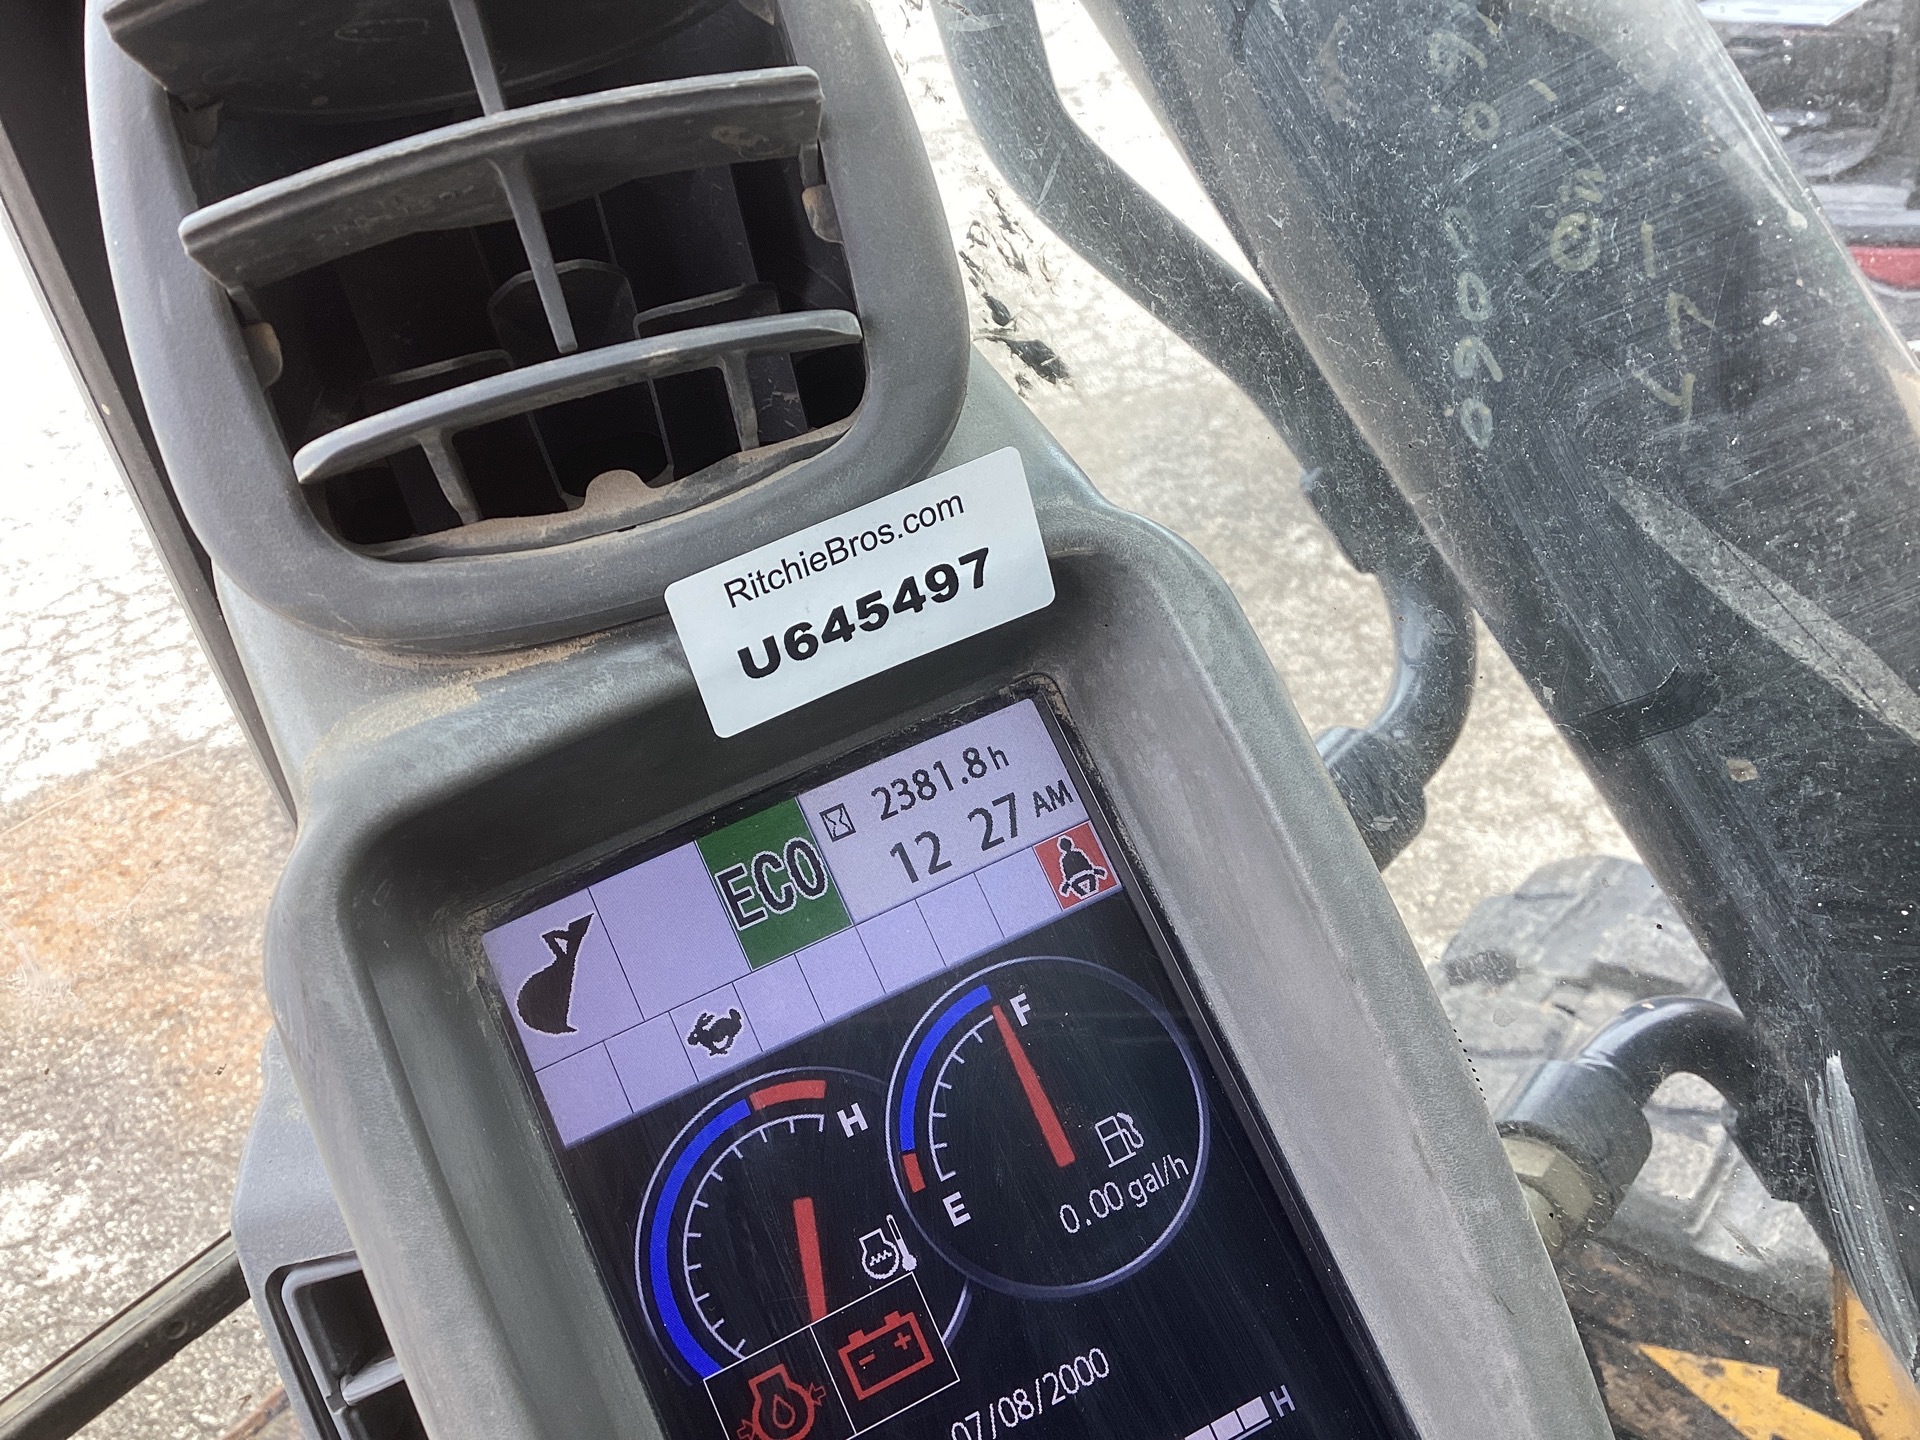 RitchieBros.com
U645497
2381.8h
ECO
12 27 AM
F
H
E
0.00 gal/h
07/08/2000
H